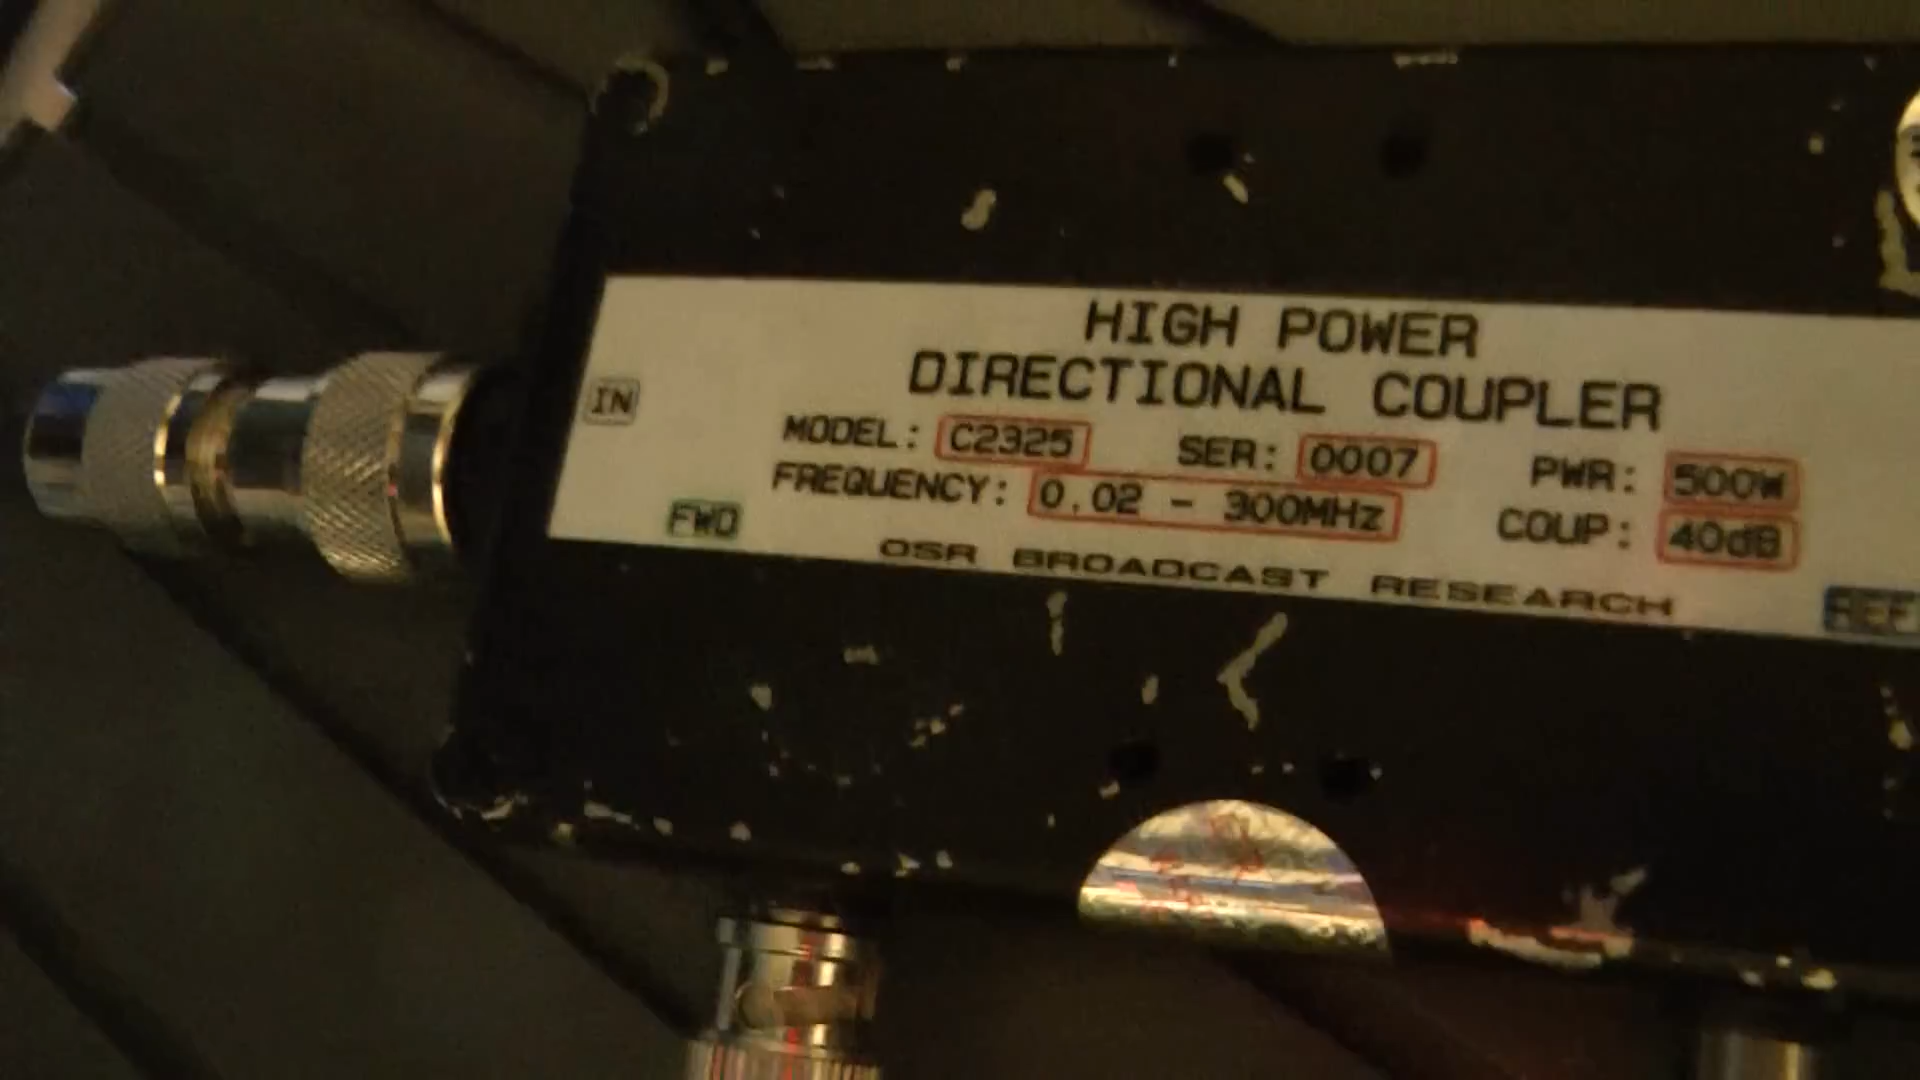 HIGH POWER
DIRECTIONAL COUPLER
IN
MODEL: C2325 SER: 0007 PWR: 500W
FREQUENCY: 0.02 - 300MHz COUP: 40dB
FWD
OSR BROADCAST RESEARCH
REF